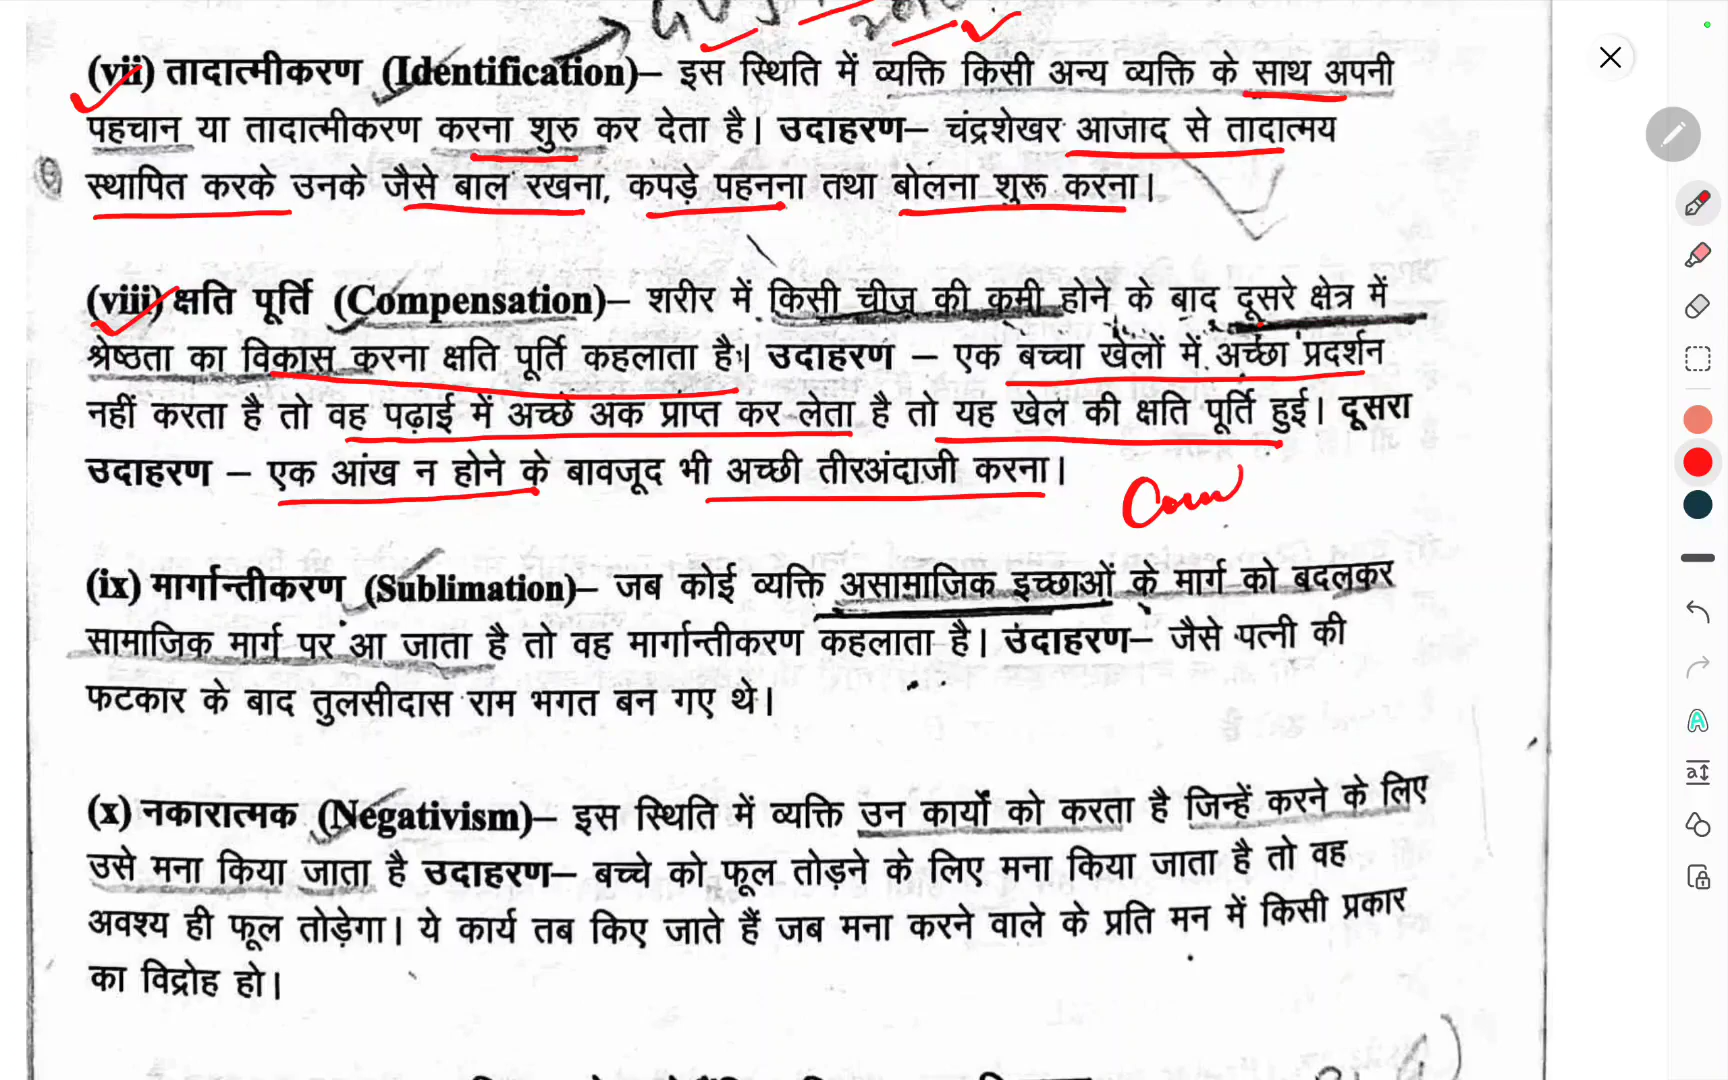 (vii) तादात्मीकरण (Identification)– इस स्थिति में व्यक्ति किसी अन्य व्यक्ति के साथ अपनी
पहचान या तादात्मीकरण करना शुरु कर देता है। उदाहरण– चंद्रशेखर आजाद से तादात्मय
स्थापित करके उनके जैसे बाल रखना, कपड़े पहनना तथा बोलना शुरू करना।
(viii) क्षति पूर्ति (Compensation)– शरीर में किसी चीज की कमी होने के बाद दूसरे क्षेत्र में
श्रेष्ठता का विकास करना क्षति पूर्ति कहलाता है। उदाहरण – एक बच्चा खेलों में अच्छा प्रदर्शन
नहीं करता है तो वह पढ़ाई में अच्छे अंक प्राप्त कर लेता है तो यह खेल की क्षति पूर्ति हुई। दूसरा
उदाहरण – एक आंख न होने के बावजूद भी अच्छी तीरअंदाजी करना।
(ix) मार्गान्तीकरण (Sublimation)– जब कोई व्यक्ति असामाजिक इच्छाओं के मार्ग को बदलकर
सामाजिक मार्ग पर आ जाता है तो वह मार्गान्तीकरण कहलाता है। उदाहरण– जैसे पत्नी की
फटकार के बाद तुलसीदास राम भगत बन गए थे।
(x) नकारात्मक (Negativism)– इस स्थिति में व्यक्ति उन कार्यों को करता है जिन्हें करने के लिए
उसे मना किया जाता है उदाहरण– बच्चे को फूल तोड़ने के लिए मना किया जाता है तो वह
अवश्य ही फूल तोड़ेगा। ये कार्य तब किए जाते हैं जब मना करने वाले के प्रति मन में किसी प्रकार
का विद्रोह हो।